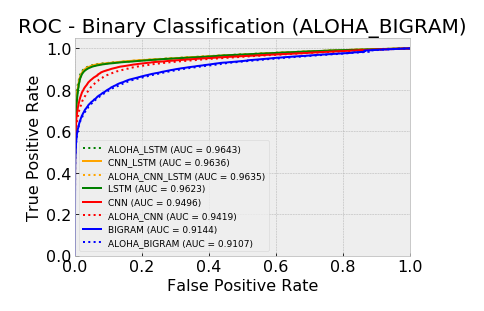 ROC - Binary Classification (ALOHA_BIGRAM)
1.0
0.8
0.6
0.4
0.2
0.0
True Positive Rate
ALOHA_LSTM (AUC = 0.9643)
CNN_LSTM (AUC = 0.9636)
ALOHA_CNN_LSTM (AUC = 0.9635)
LSTM (AUC = 0.9623)
CNN (AUC = 0.9496)
ALOHA_CNN (AUC = 0.9419)
BIGRAM (AUC = 0.9144)
ALOHA_BIGRAM (AUC = 0.9107)
0.0 0.2 0.4 0.6 0.8 1.0
False Positive Rate